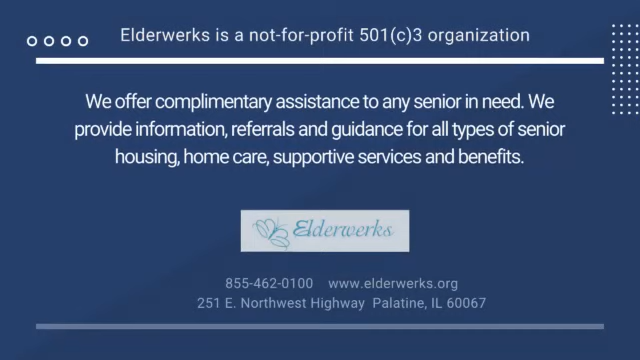 Elderwerks is a not-for-profit 501(c)3 organization
We offer complimentary assistance to any senior in need. We
provide information, referrals and guidance for all types of senior
housing, home care, supportive services and benefits.
Elderwerks
855-462-0100 www.elderwerks.org
251 E. Northwest Highway Palatine, IL 60067